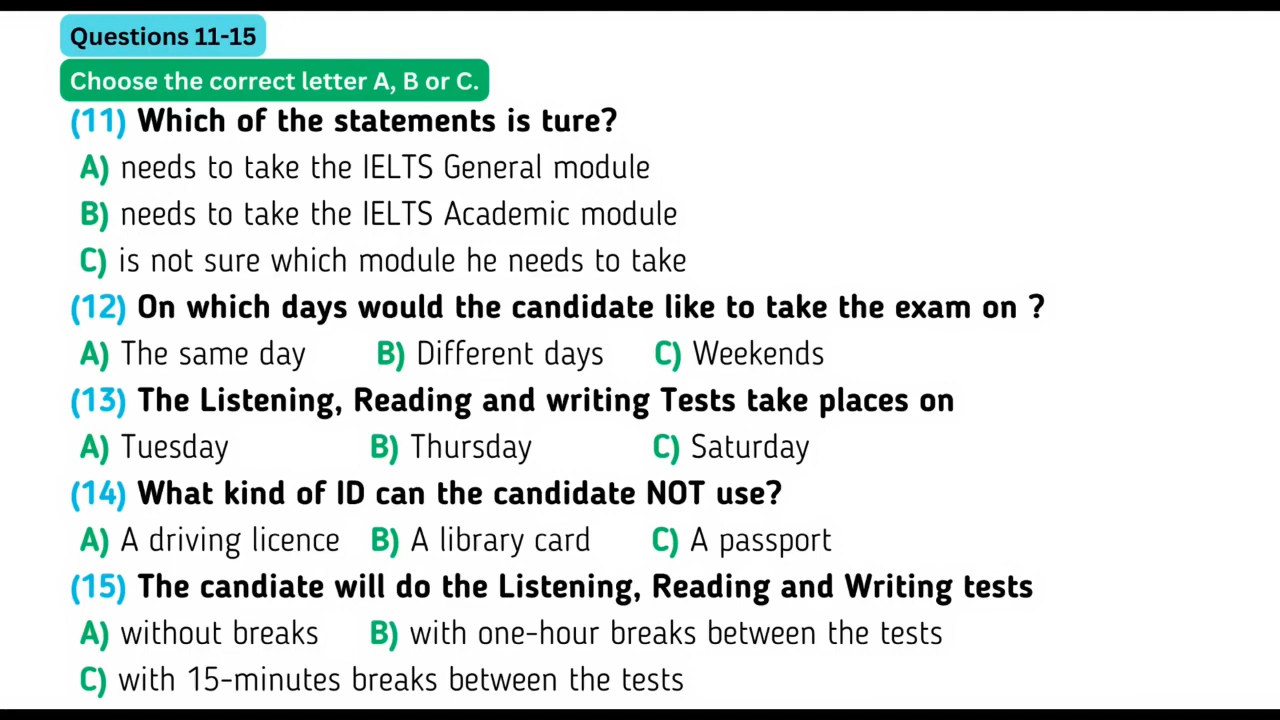 Questions 11-15
Choose the correct letter A, B or C.
(11) Which of the statements is ture?
A) needs to take the IELTS General module
B) needs to take the IELTS Academic module
C) is not sure which module he needs to take
(12) On which days would the candidate like to take the exam on ?
A) The same day B) Different days C) Weekends
(13) The Listening, Reading and writing Tests take places on
A) Tuesday B) Thursday C) Saturday
(14) What kind of ID can the candidate NOT use?
A) A driving licence B) A library card C) A passport
(15) The candiate will do the Listening, Reading and Writing tests
A) without breaks B) with one-hour breaks between the tests
C) with 15-minutes breaks between the tests